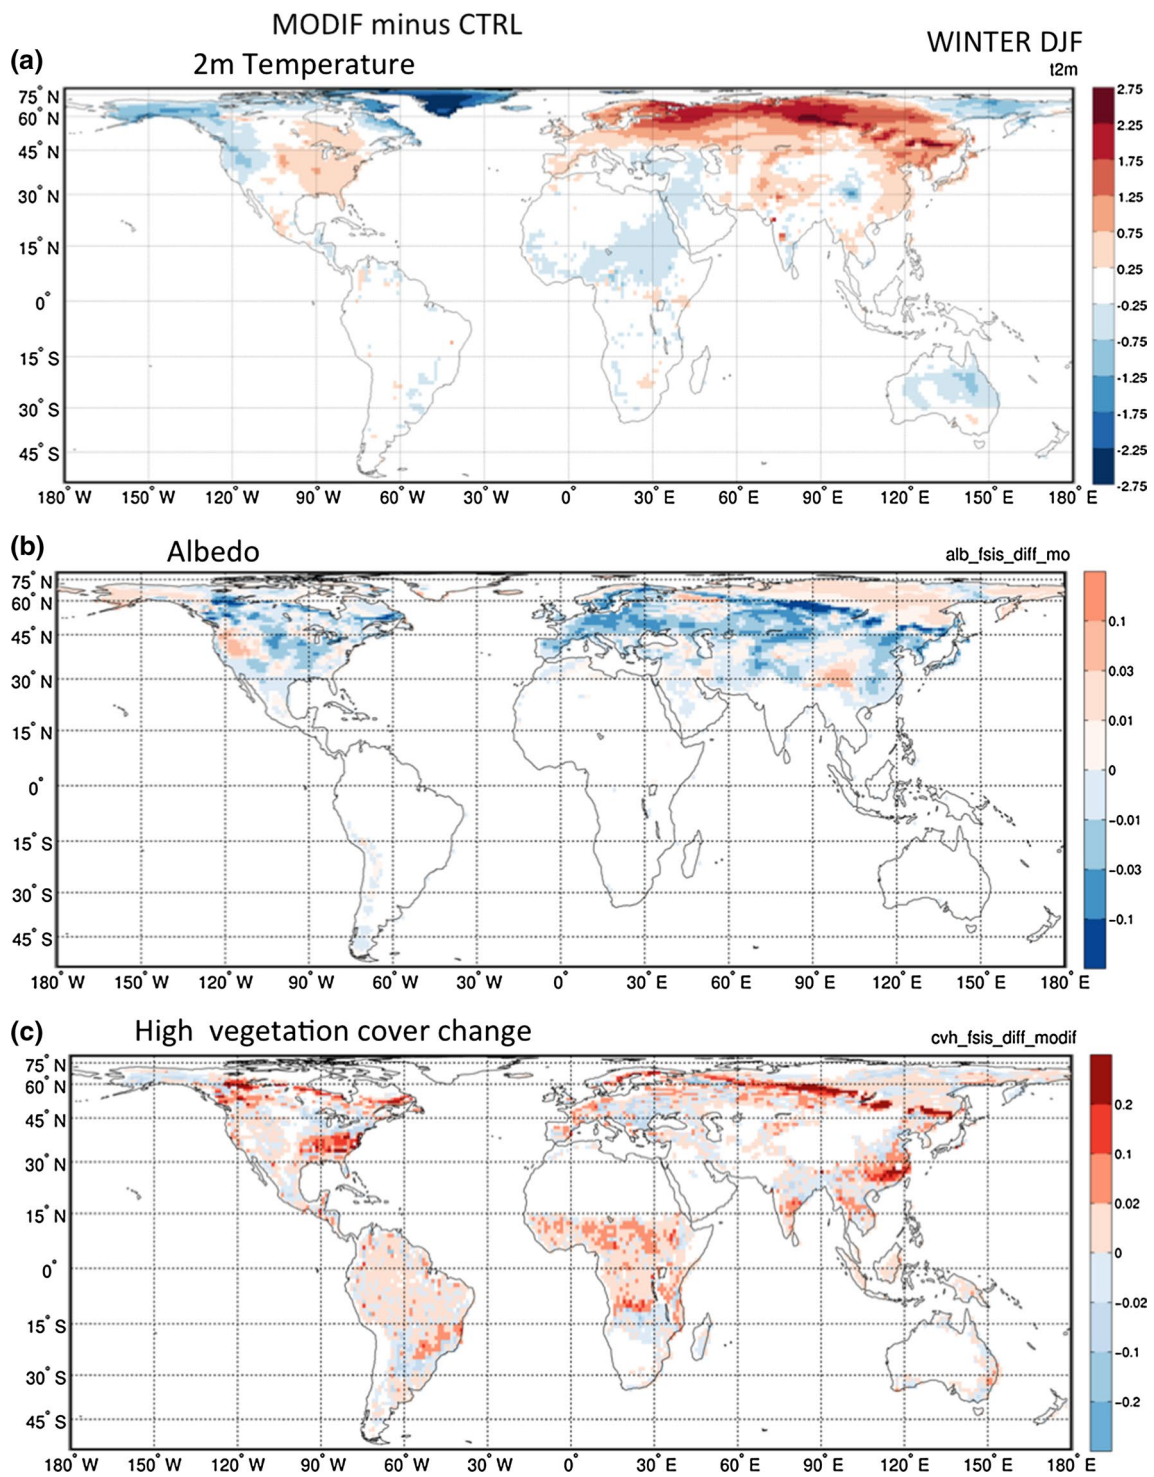 MODIF minus CTRL
WINTER DJF
(a)
2m Temperature
t2m
75° N
60° N
45° N
30° N
15° N
0°
15° S
30° S
45° S
180° W 150° W 120° W 90° W 60° W 30° W 0° 30° E 60° E 90° E 120° E 150° E 180° E
2.75
2.25
1.75
1.25
0.75
0.25
-0.25
-0.75
-1.25
-1.75
-2.25
-2.75
(b)
Albedo
alb_fsis_diff_mo
75° N
60° N
45° N
30° N
15° N
0°
15° S
30° S
45° S
180° W 150° W 120° W 90° W 60° W 30° W 0° 30° E 60° E 90° E 120° E 150° E 180° E
0.1
0.03
0.01
0
−0.01
−0.03
−0.1
(c)
High vegetation cover change
cvh_fsis_diff_modif
75° N
60° N
45° N
30° N
15° N
0°
15° S
30° S
45° S
180° W 150° W 120° W 90° W 60° W 30° W 0° 30° E 60° E 90° E 120° E 150° E 180° E
0.2
0.1
0.02
0
−0.02
−0.1
−0.2